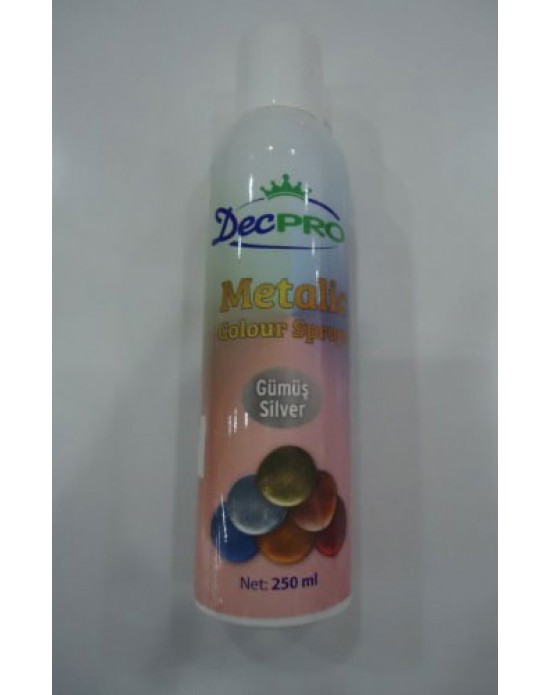 DecPRO
Metalic
Colour Spray
Gümüş
Silver
Net: 250 ml